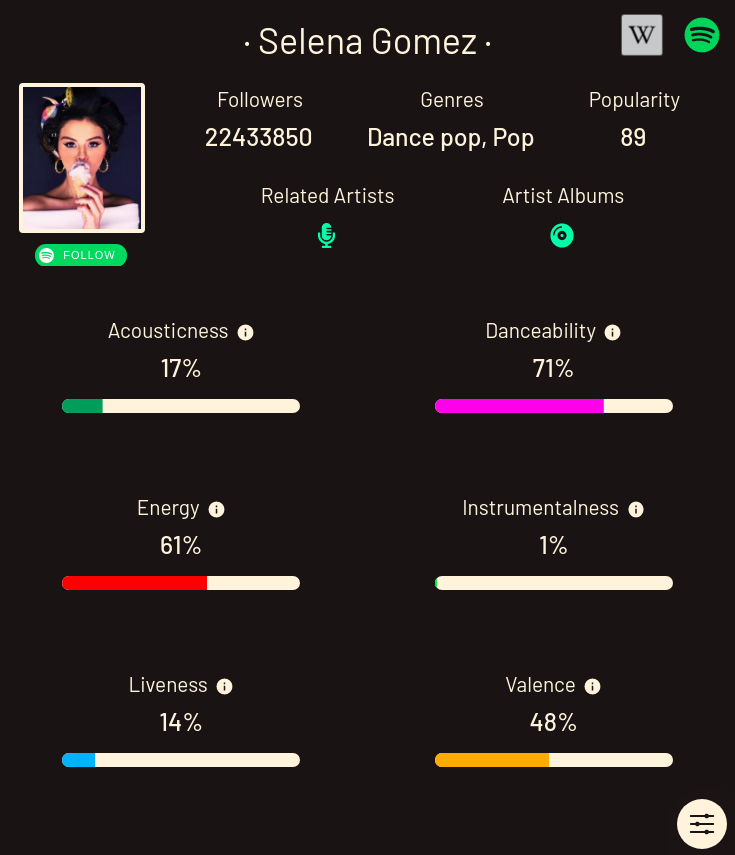 · Selena Gomez ·
W
Followers
22433850
Genres
Dance pop, Pop
Popularity
89
FOLLOW
Related Artists
Artist Albums
Acousticness
17%
Danceability
71%
Energy
61%
Instrumentalness
1%
Liveness
14%
Valence
48%